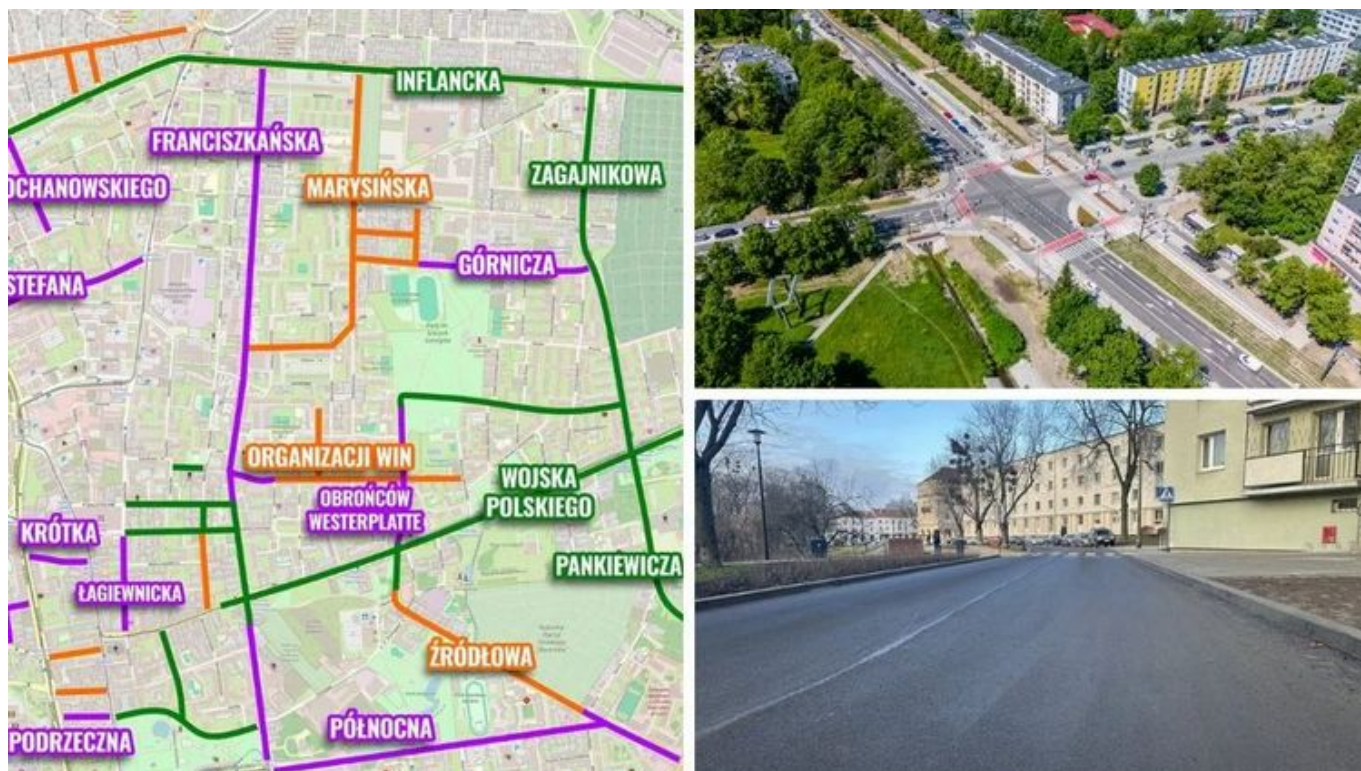 INFLANCKA
FRANCISZKAŃSKA
ZAGAJNIKOWA
OCHANOWSKIEGO
MARYSIŃSKA
GÓRNICZA
STEFANA
ORGANIZACJI WIN
WOJSKA
POLSKIEGO
OBROŃCÓW
WESTERPLATTE
KRÓTKA
ŁAGIEWNICKA
PANKIEWICZA
ŹRÓDŁOWA
PÓŁNOCNA
PODRZECZNA